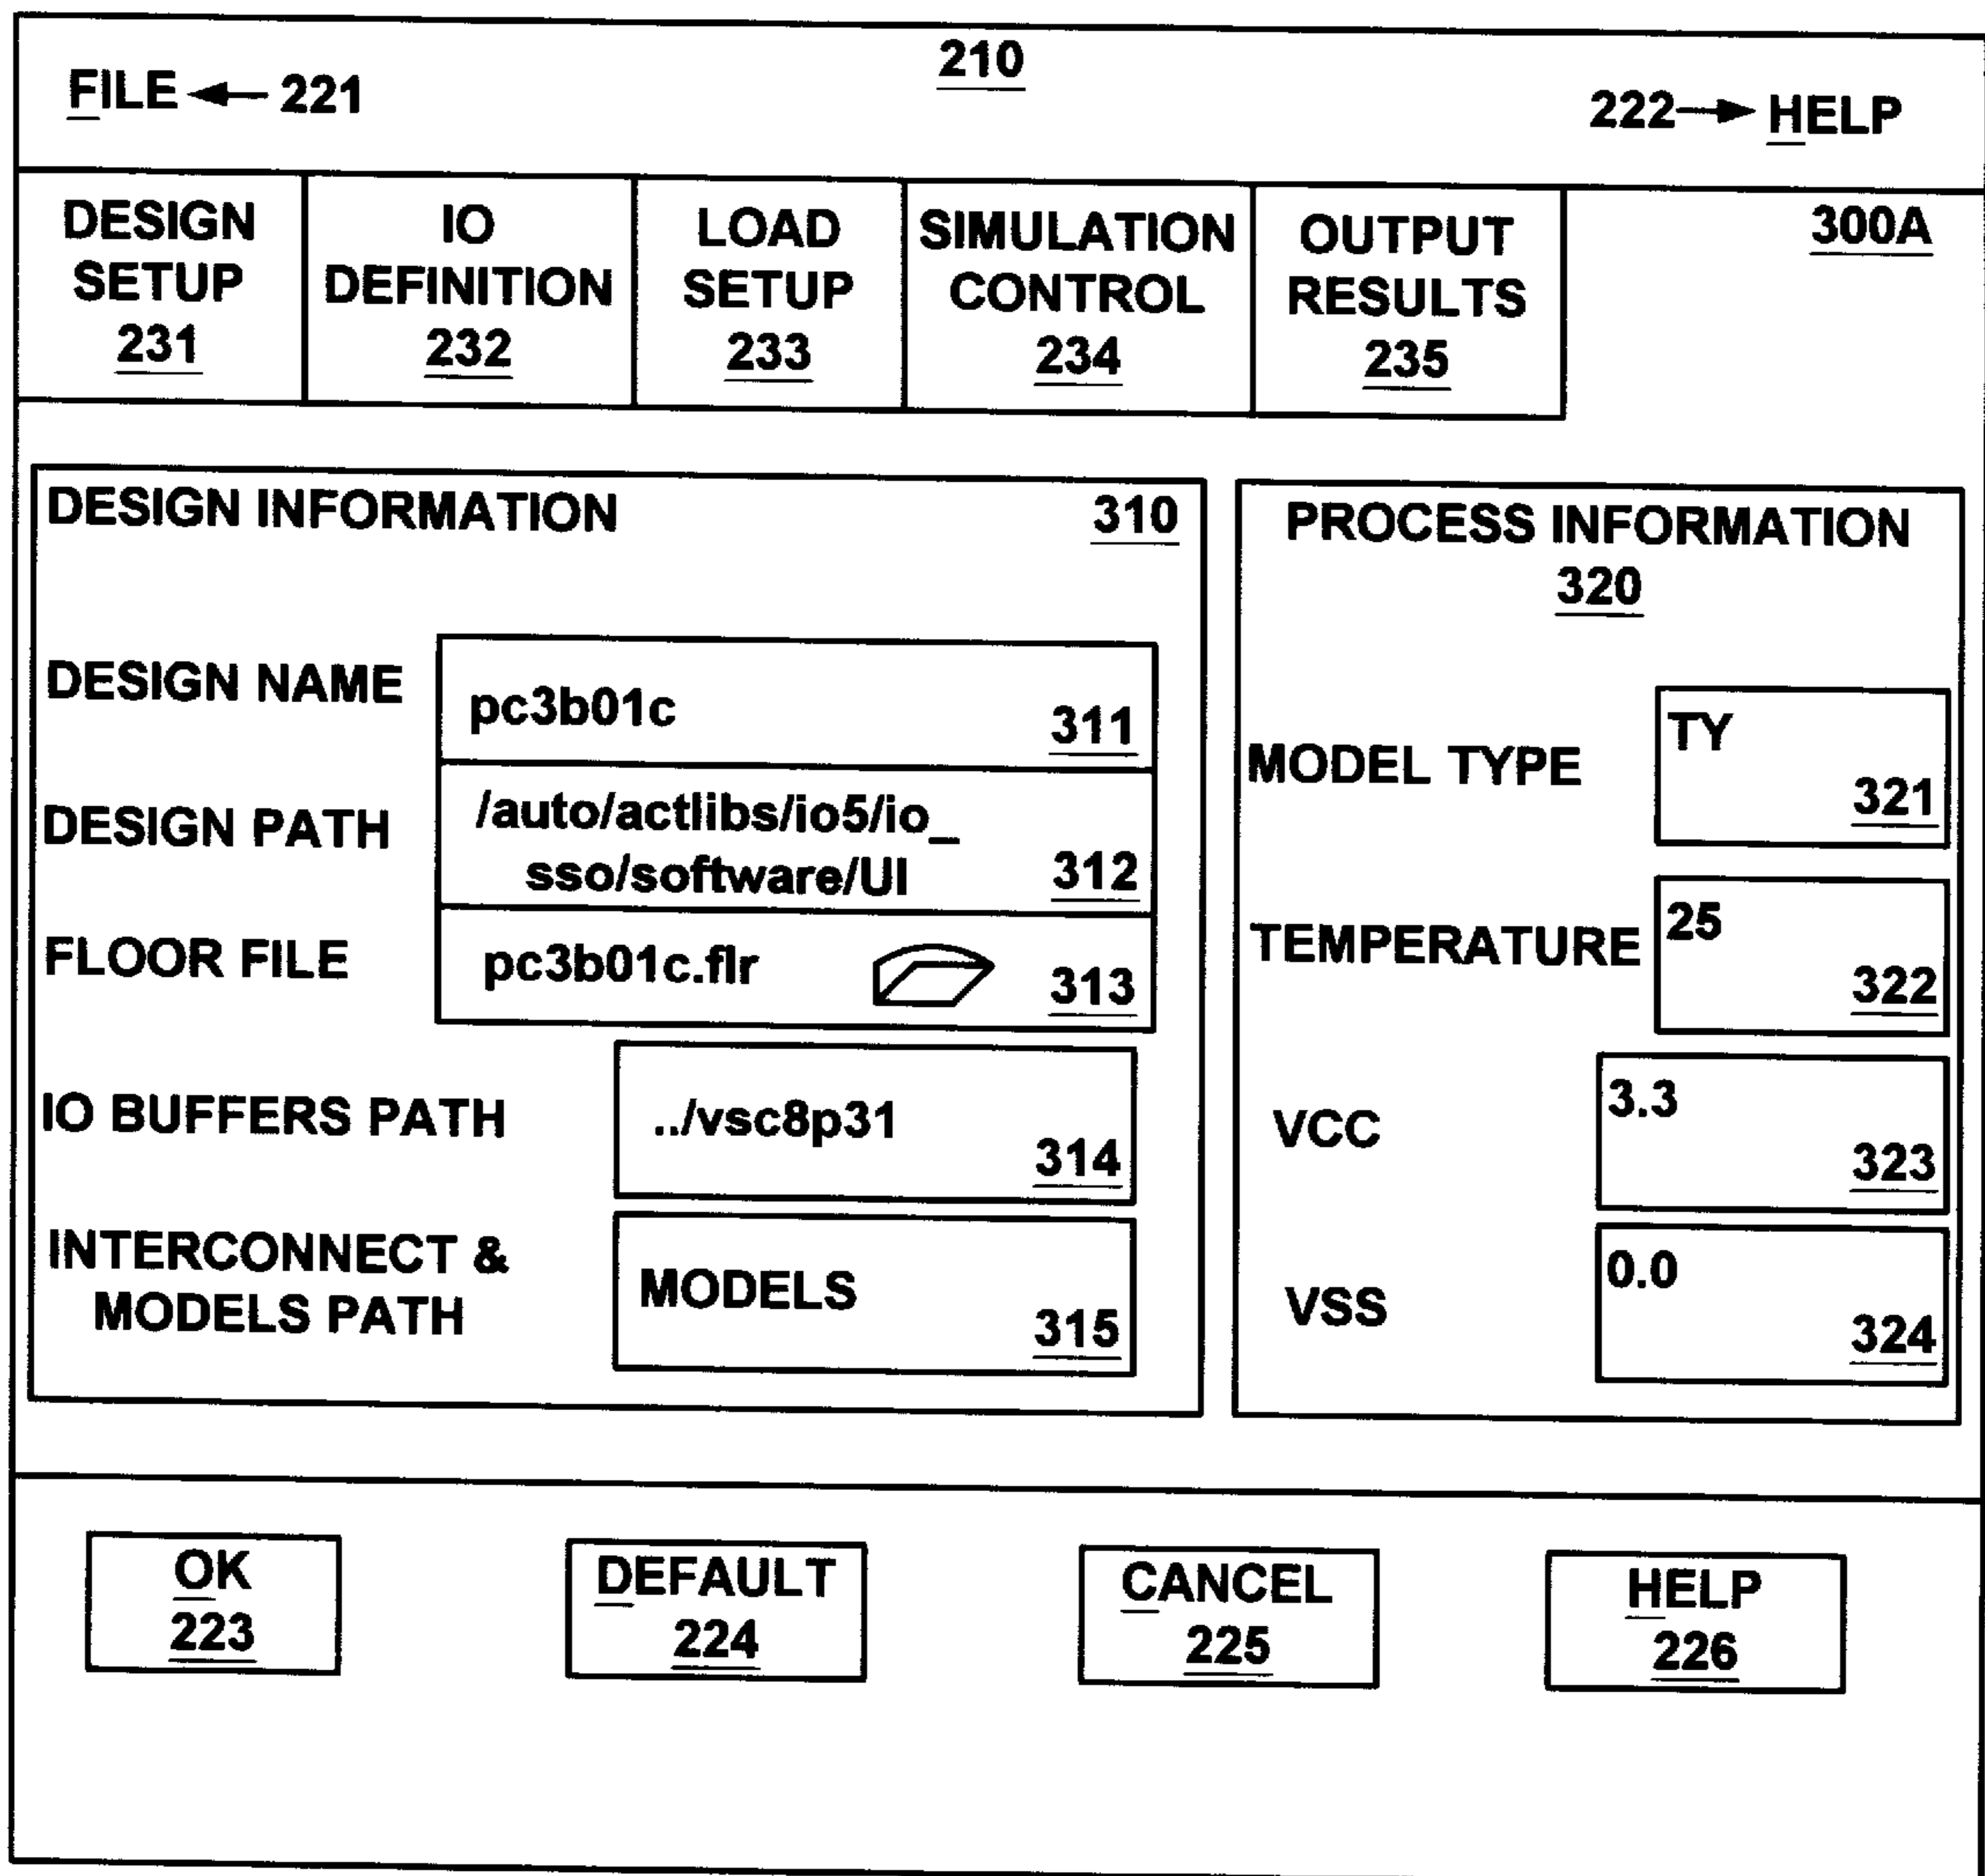 210
FILE 221
222 HELP
DESIGN
SETUP
231
IO
DEFINITION
232
LOAD
SETUP
233
SIMULATION
CONTROL
234
OUTPUT
RESULTS
235
300A
DESIGN INFORMATION 310
DESIGN NAME
pc3b01c 311
DESIGN PATH
/auto/actlibs/io5/io_
sso/software/UI 312
FLOOR FILE
pc3b01c.flr 313
IO BUFFERS PATH
../vsc8p31
314
INTERCONNECT &
MODELS PATH
MODELS
315
PROCESS INFORMATION
320
MODEL TYPE
TY
321
TEMPERATURE
25
322
VCC
3.3
323
VSS
0.0
324
OK
223
DEFAULT
224
CANCEL
225
HELP
226